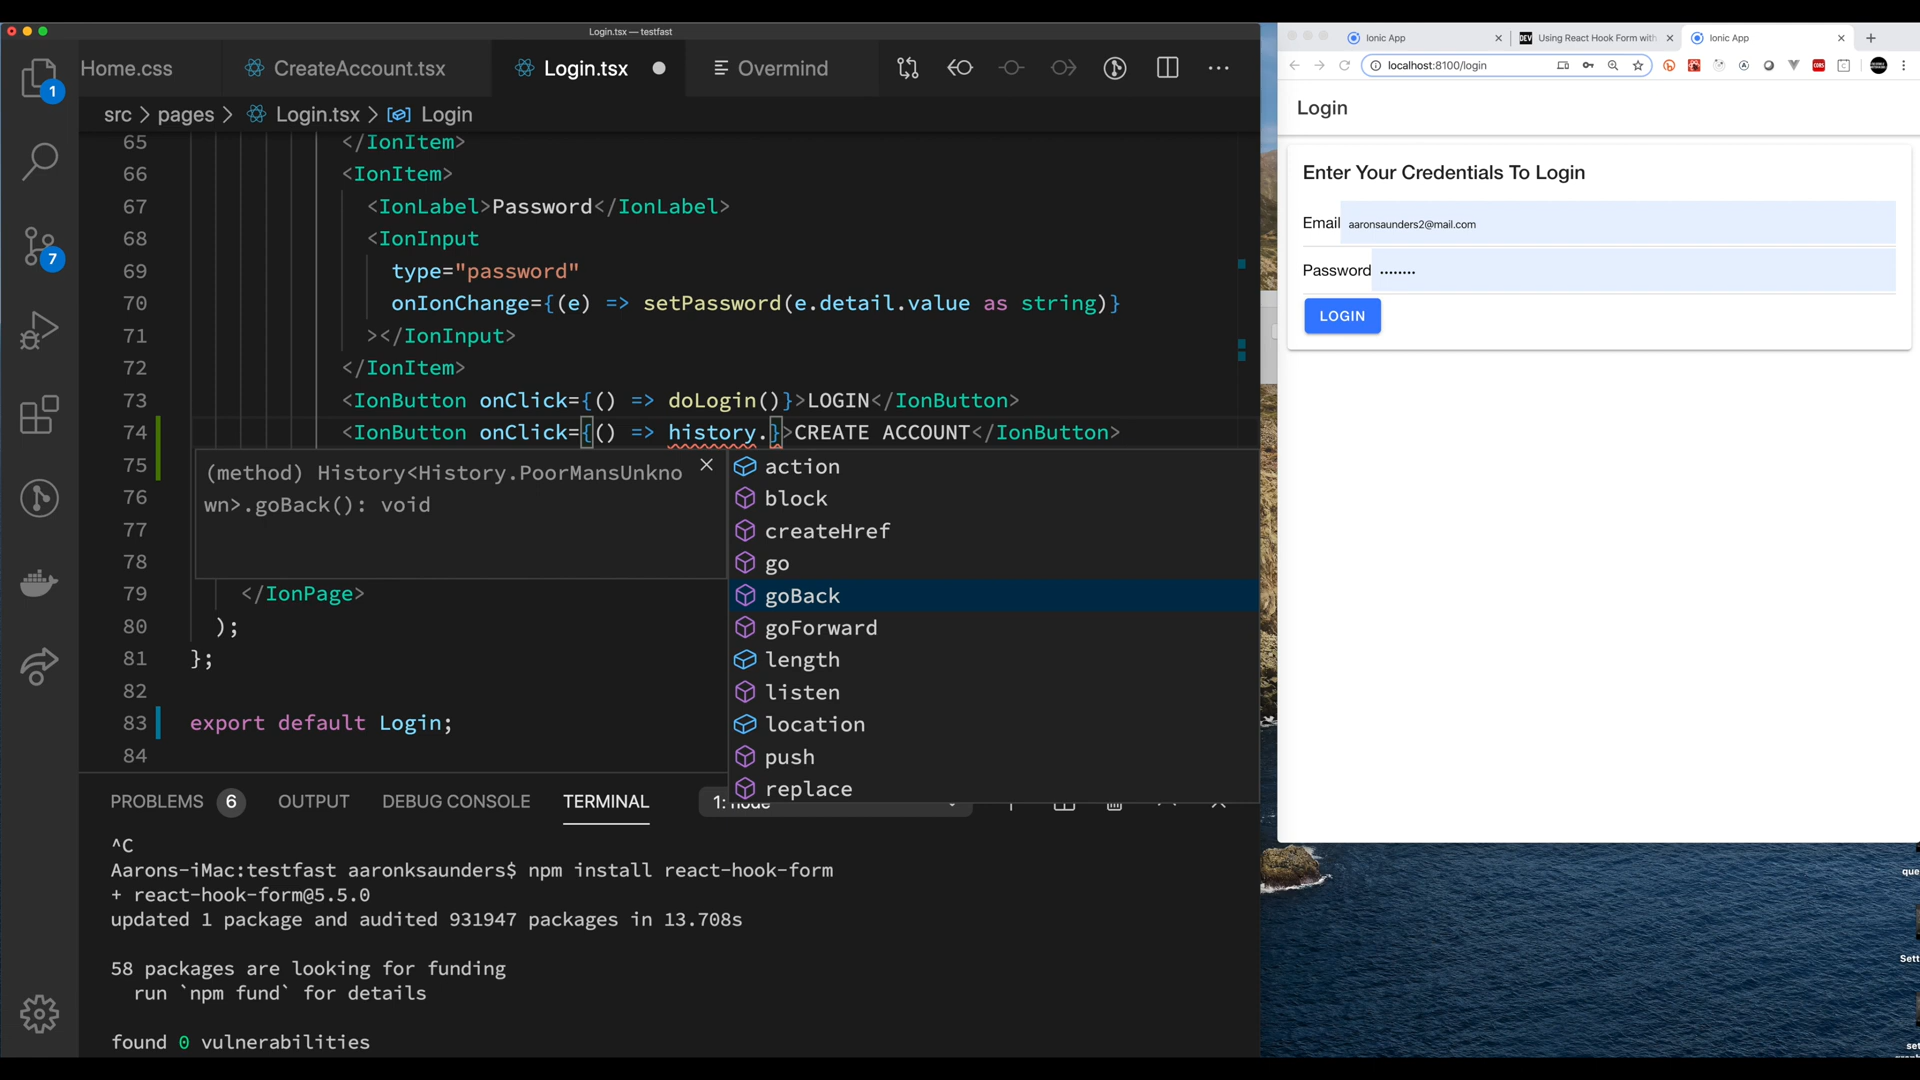 Login.tsx — testfast
Home.css
CreateAccount.tsx
Login.tsx
Overmind
src > pages > Login.tsx > Login
65 </IonItem>
66 <IonItem>
67 <IonLabel>Password</IonLabel>
68 <IonInput
69 type="password"
70 onIonChange={(e) => setPassword(e.detail.value as string)}
71 ></IonInput>
72 </IonItem>
73 <IonButton onClick={() => doLogin()}>LOGIN</IonButton>
74 <IonButton onClick={() => history.}>CREATE ACCOUNT</IonButton>
75
76
77
78
79 </IonPage>
80 );
81 };
82
83 export default Login;
84
(method) History<History.PoorMansUnkno
wn>.goBack(): void
action
block
createHref
go
goBack
goForward
length
listen
location
push
replace
1
7
PROBLEMS 6 OUTPUT DEBUG CONSOLE TERMINAL 1: node
^C
Aarons-iMac:testfast aaronksaunders$ npm install react-hook-form
+ react-hook-form@5.5.0
updated 1 package and audited 931947 packages in 13.708s
58 packages are looking for funding
run `npm fund` for details
found 0 vulnerabilities
Ionic App
DEV Using React Hook Form with
Ionic App
localhost:8100/login
CORS
Login
Enter Your Credentials To Login
Email aaronsaunders2@mail.com
Password ••••••••
LOGIN
que
Sett